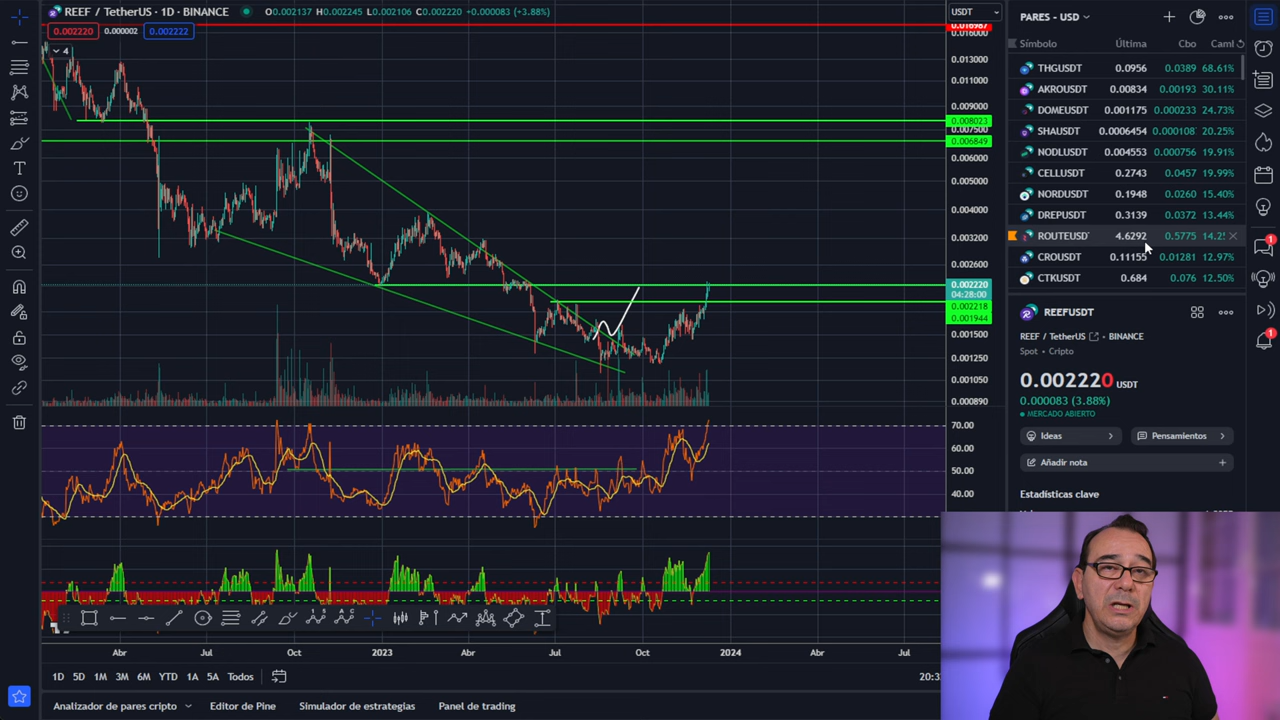 REEF / TetherUS · 1D · BINANCE O0.002137 H0.002245 L0.002106 C0.002220 +0.000083 (+3.88%)
0.002220 0.000002 0.002222
4
USDT
0.016987
0.016000
0.013000
0.011000
0.009000
0.008023
0.007500
0.006849
0.006000
0.005000
0.004000
0.003200
0.002600
0.002220
04:28:00
0.002218
0.001944
0.001500
0.001250
0.001050
0.000890
70.00
60.00
50.00
40.00
Abr Jul Oct 2023 Abr Jul Oct 2024 Abr Jul
1D 5D 1M 3M 6M YTD 1A 5A Todos
20:3
Analizador de pares cripto Editor de Pine Simulador de estrategias Panel de trading
PARES - USD
Símbolo Última Cbo Caml
THGUSDT 0.0956 0.0389 68.61%
AKROUSDT 0.00834 0.00193 30.11%
DOMEUSDT 0.001175 0.000233 24.73%
SHAUSDT 0.0006454 0.000108 20.25%
NODLUSDT 0.004553 0.000756 19.91%
CELLUSDT 0.2743 0.0457 19.99%
NORDUSDT 0.1948 0.0260 15.40%
DREPUSDT 0.3139 0.0372 13.44%
ROUTEUSD 4.6292 0.5775 14.2
CROUSDT 0.11155 0.01281 12.97%
CTKUSDT 0.684 0.076 12.50%
REEFUSDT
REEF / TetherUS · BINANCE
Spot · Cripto
0.002220 USDT
0.000083 (3.88%)
MERCADO ABIERTO
Ideas
Pensamientos
Añadir nota
Estadísticas clave
1
1